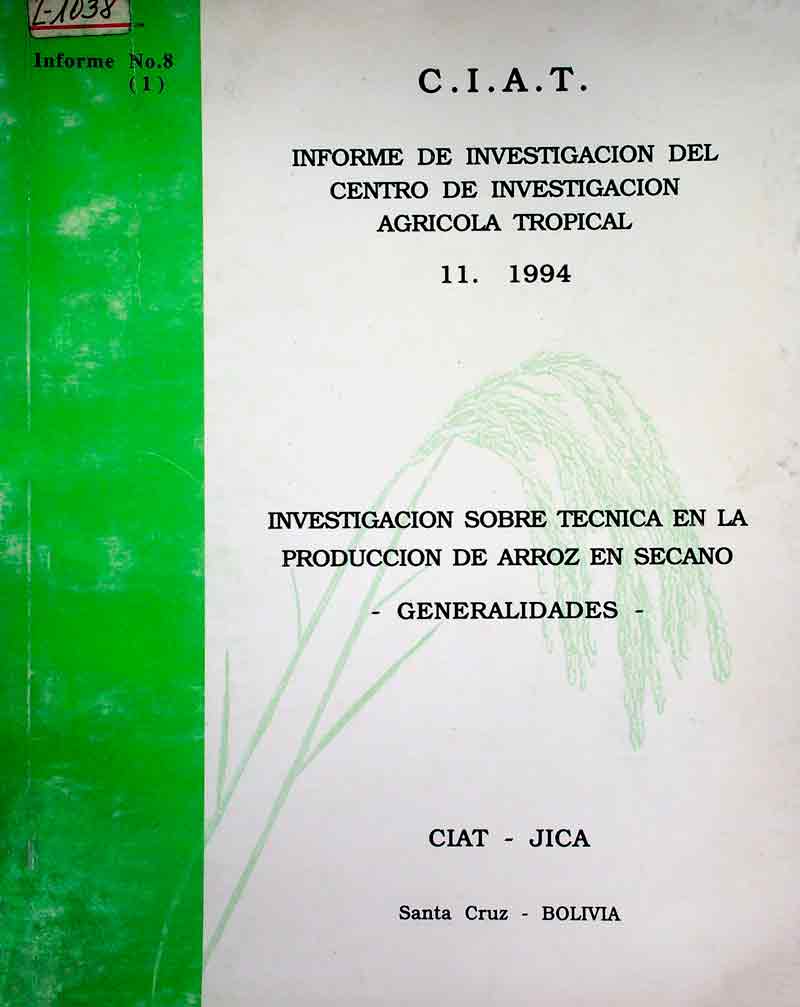 L-1038
Informe No.8
(1)
C.I.A.T.
INFORME DE INVESTIGACION DEL
CENTRO DE INVESTIGACION
AGRICOLA TROPICAL
11. 1994
INVESTIGACION SOBRE TECNICA EN LA
PRODUCCION DE ARROZ EN SECANO
- GENERALIDADES -
CIAT - JICA
Santa Cruz - BOLIVIA